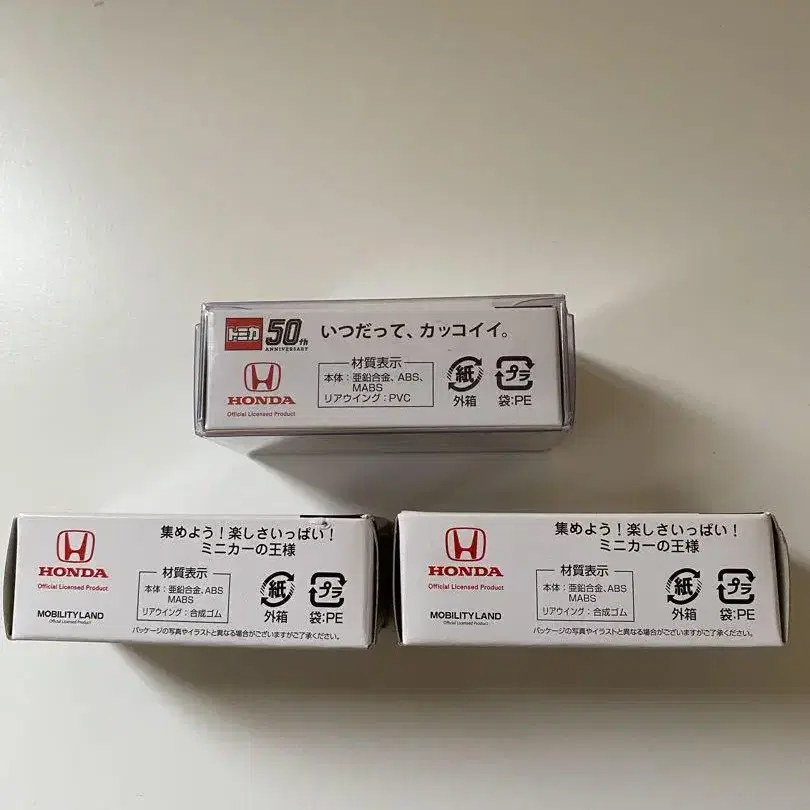 トミカ 50th ANNIVERSARY いつだって、カッコイイ。
HONDA
Official Licensed Product
材質表示
本体：亜鉛合金、ABS、
MABS
リアウイング：PVC
紙
外箱
プラ
袋:PE
HONDA
Official Licensed Product
MOBILITYLAND
Official Licensed Product
集めよう！楽しさいっぱい！
ミニカーの王様
材質表示
本体：亜鉛合金、ABS
MABS
リアウイング：合成ゴム
紙
外箱
プラ
袋:PE
パッケージの写真やイラストと異なる場合がございますがご了承ください。
HONDA
Official Licensed Product
MOBILITYLAND
Official Licensed Product
集めよう！楽しさいっぱい！
ミニカーの王様
材質表示
本体：亜鉛合金、ABS
MABS
リアウイング：合成ゴム
紙
外箱
プラ
袋:PE
パッケージの写真やイラストと異なる場合がございますがご了承ください。